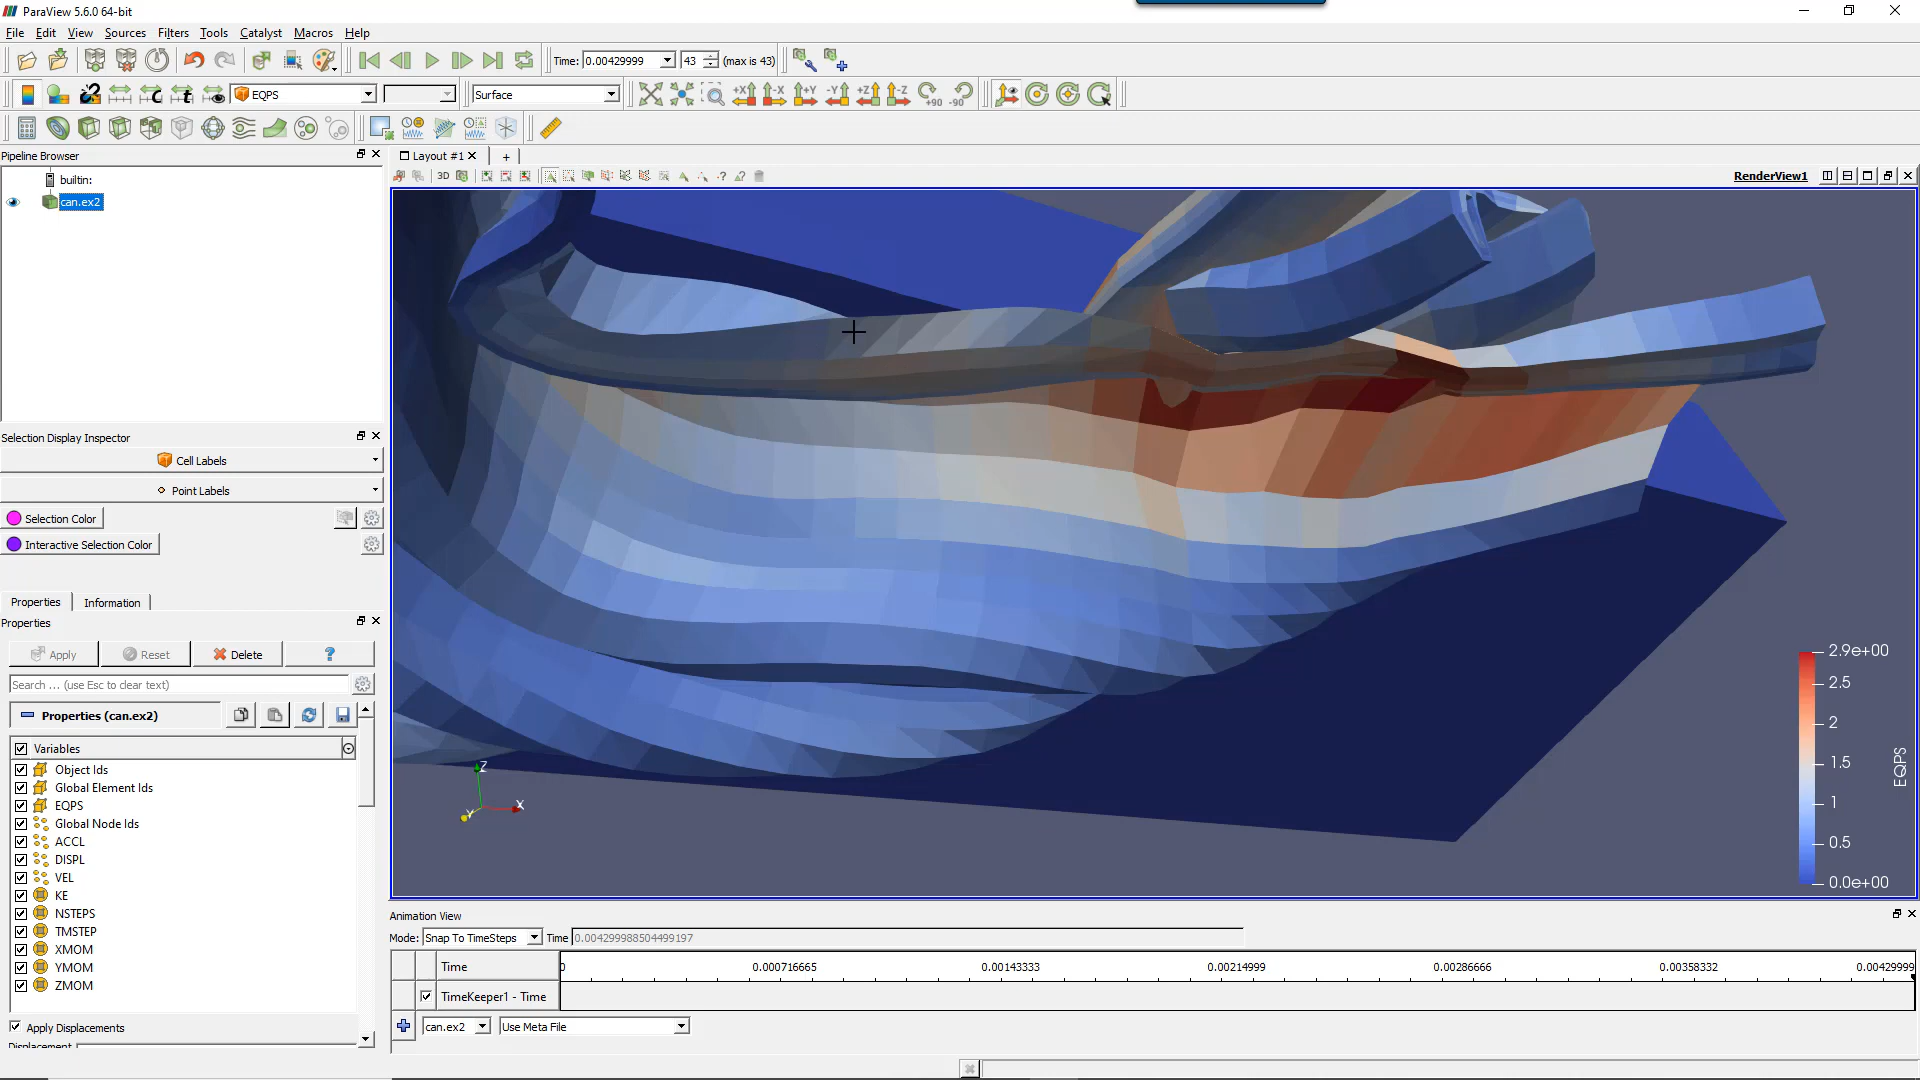 ParaView 5.6.0 64-bit
File Edit View Sources Filters Tools Catalyst Macros Help
Time: 0.00429999 43 (max is 43)
EQPS Surface +X -X +Y -Y +Z -Z +90 -90
Pipeline Browser
builtin:
can.ex2
Layout #1
3D
RenderView1
Selection Display Inspector
Cell Labels
Point Labels
Selection Color
Interactive Selection Color
Properties Information
Properties
Apply Reset Delete ?
Search ... (use Esc to clear text)
Properties (can.ex2)
Variables
Object Ids
Global Element Ids
EQPS
Global Node Ids
ACCL
DISPL
VEL
KE
NSTEPS
TMSTEP
XMOM
YMOM
ZMOM
Apply Displacements
Displacement
Z
X
Y
2.9e+00
2.5
2
1.5
1
0.5
0.0e+00
EQPS
Animation View
Mode: Snap To TimeSteps Time 0.004299988504499197
Time 0 0.000716665 0.00143333 0.00214999 0.00286666 0.00358332 0.00429999
TimeKeeper1 - Time
can.ex2 Use Meta File